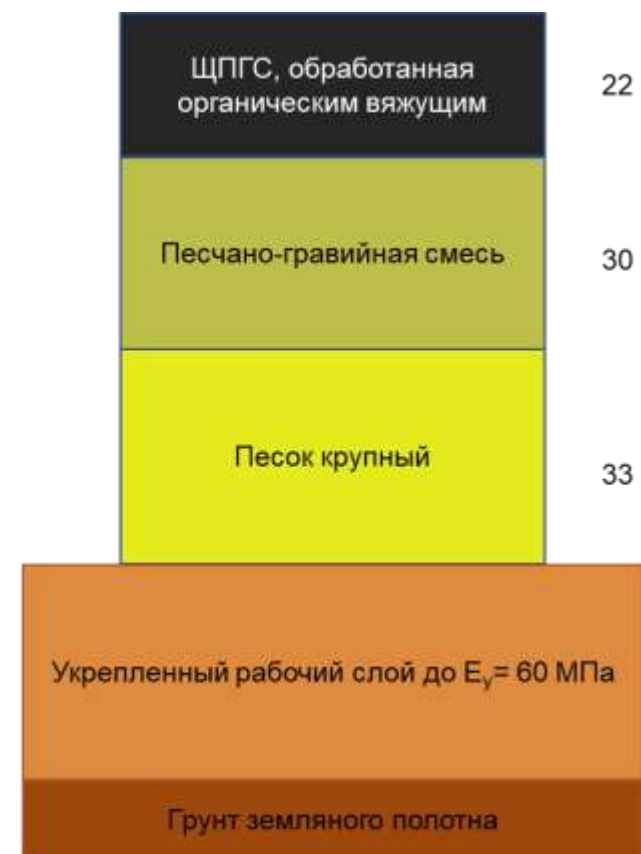 ЩПГС, обработанная
органическим вяжущим
22
Песчано-гравийная смесь
30
Песок крупный
33
Укрепленный рабочий слой до Еу= 60 МПа
Грунт земляного полотна